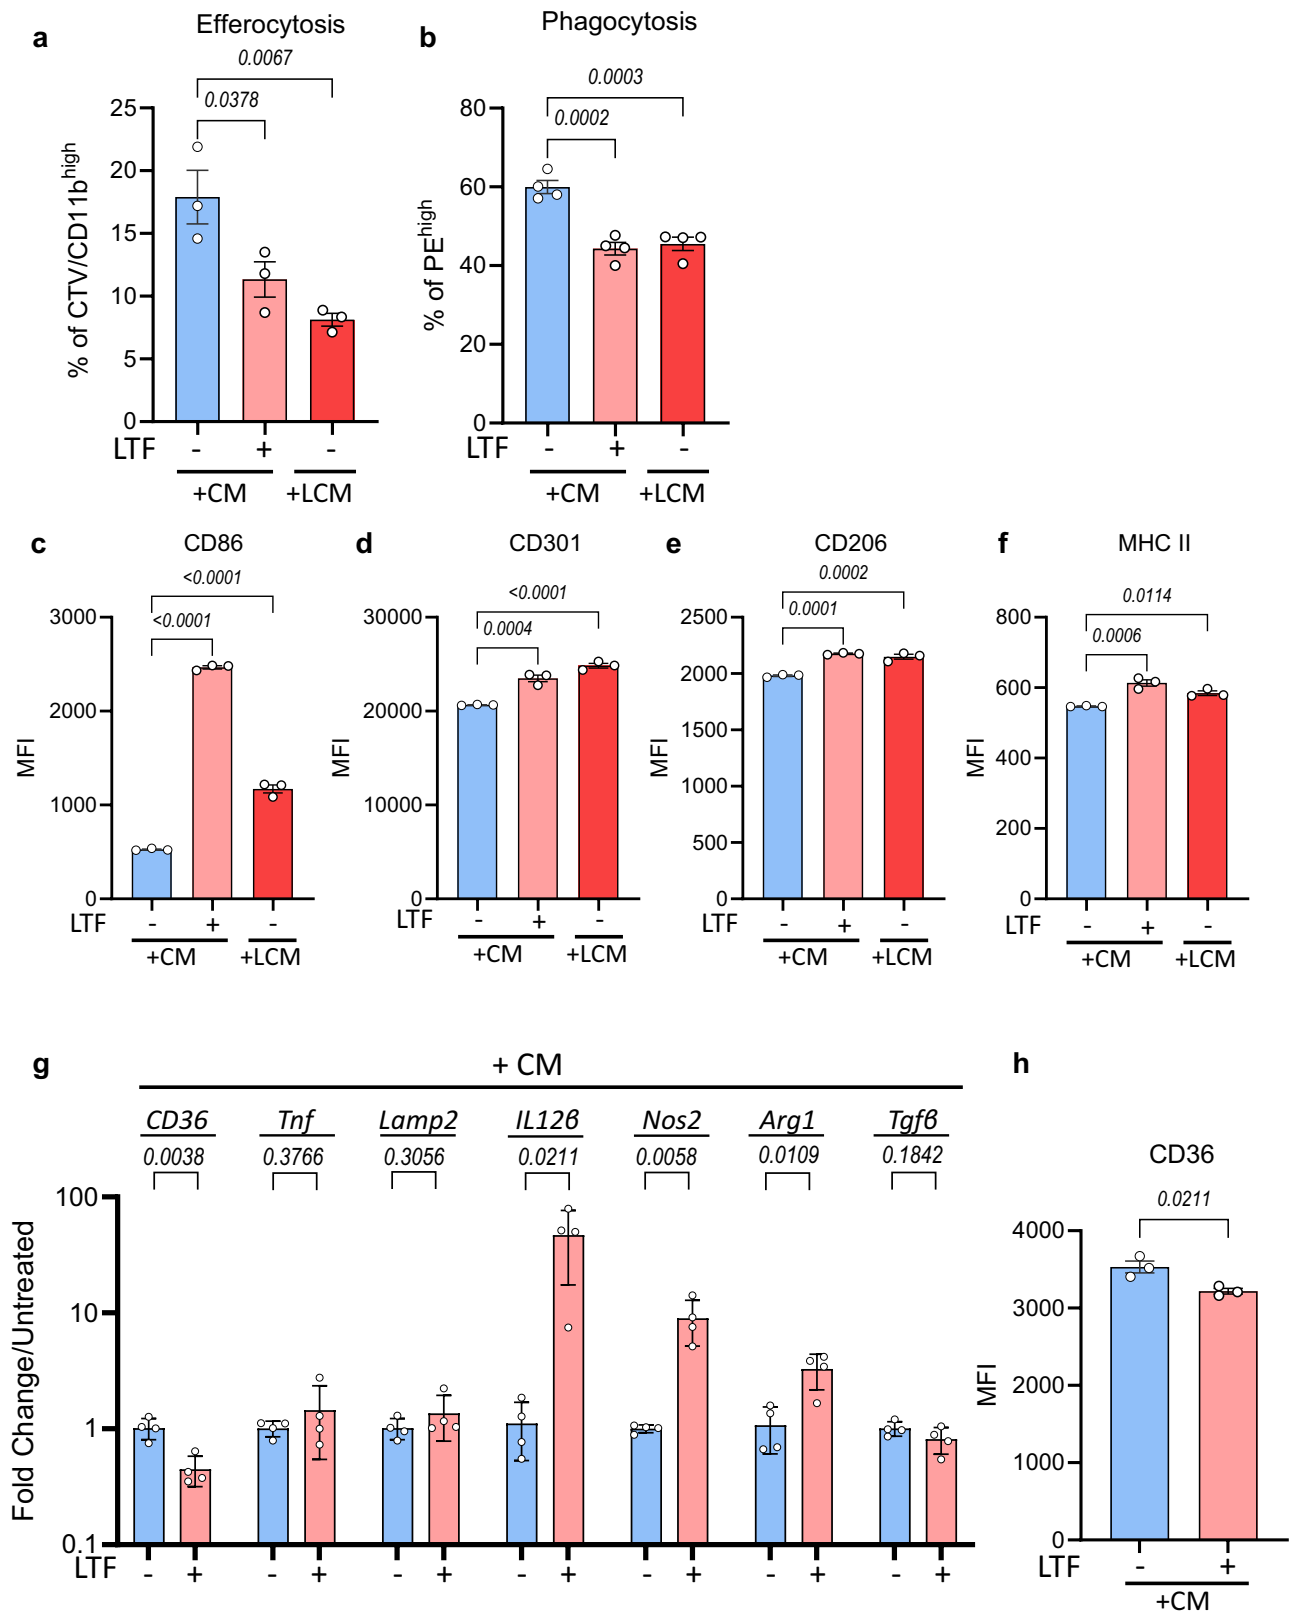 a
Efferocytosis
0.0067
0.0378
% of CTV/CD11b^high
25
20
15
10
5
0
LTF - + -
+CM +LCM
b
Phagocytosis
0.0003
0.0002
% of PE^high
80
60
40
20
0
LTF - + -
+CM +LCM
c
CD86
<0.0001
<0.0001
MFI
3000
2000
1000
0
LTF - + -
+CM +LCM
d
CD301
<0.0001
0.0004
MFI
30000
20000
10000
0
LTF - + -
+CM +LCM
e
CD206
0.0002
0.0001
MFI
2500
2000
1500
1000
500
0
LTF - + -
+CM +LCM
f
MHC II
0.0114
0.0006
MFI
800
600
400
200
0
LTF - + -
+CM +LCM
g
+ CM
CD36 Tnf Lamp2 IL12β Nos2 Arg1 Tgfβ
0.0038 0.3766 0.3056 0.0211 0.0058 0.0109 0.1842
Fold Change/Untreated
100
10
1
0.1
LTF - + - + - + - + - + - + - +
h
CD36
0.0211
MFI
4000
3000
2000
1000
0
LTF - +
+CM